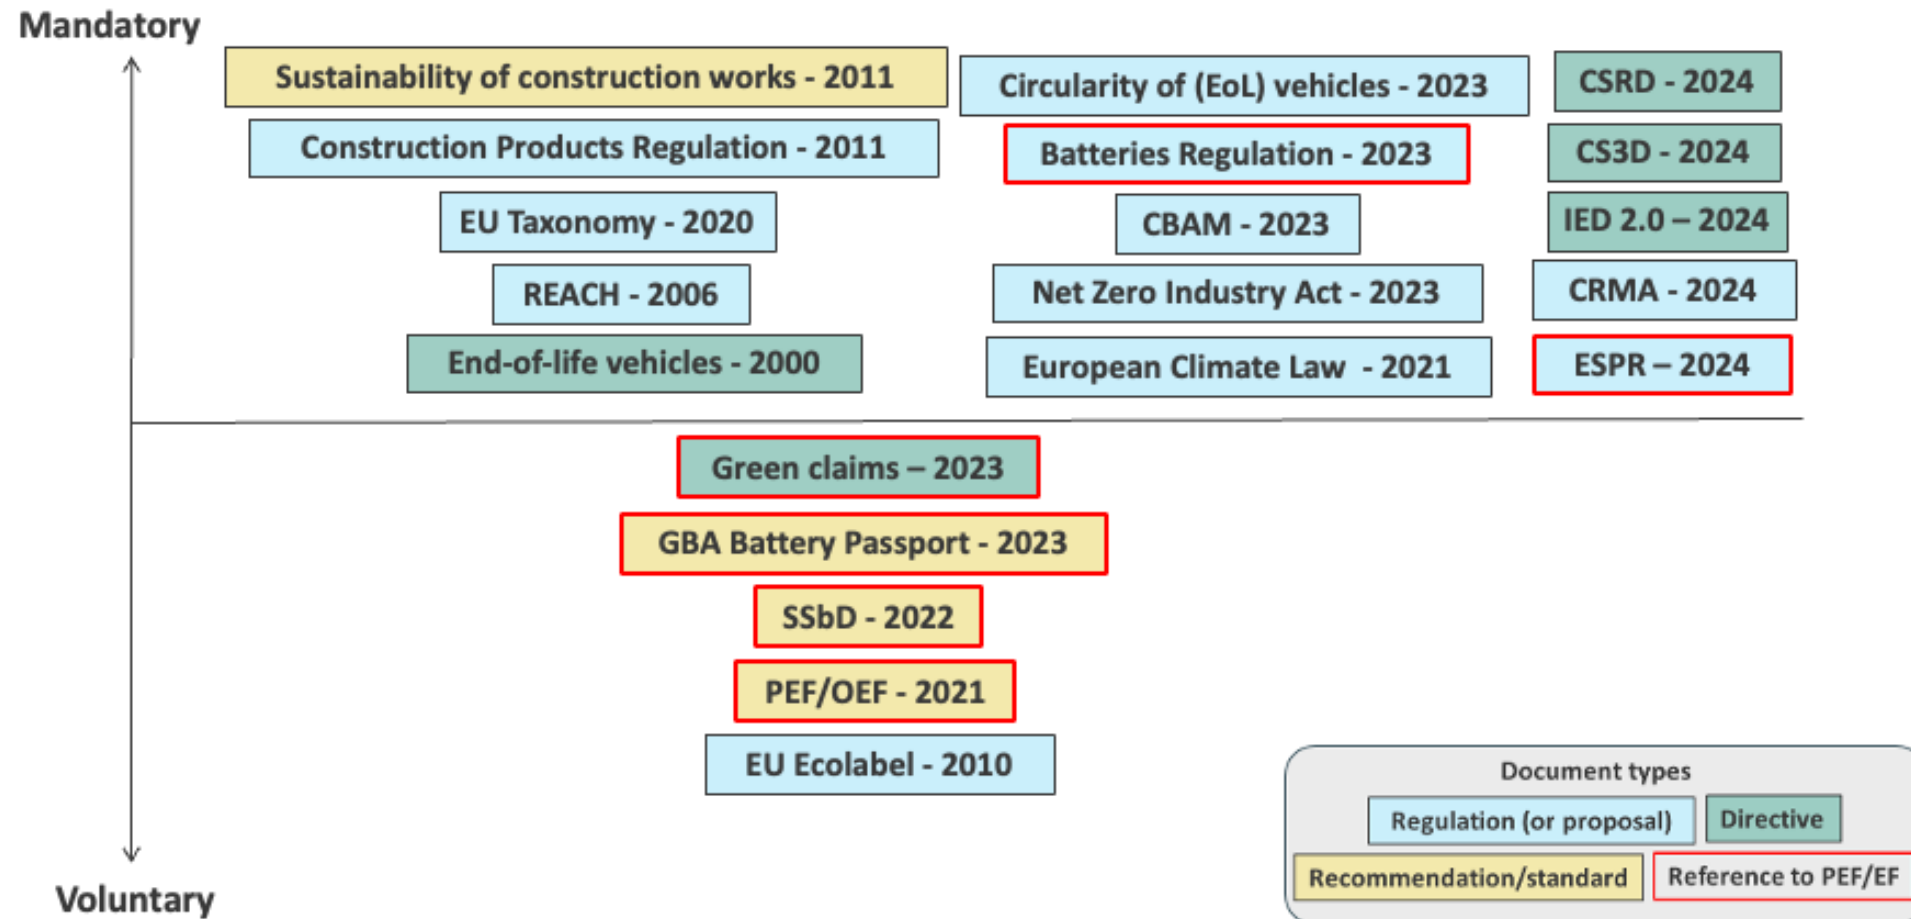 Mandatory
Sustainability of construction works - 2011
Construction Products Regulation - 2011
EU Taxonomy - 2020
REACH - 2006
End-of-life vehicles - 2000
Circularity of (EoL) vehicles - 2023
Batteries Regulation - 2023
CBAM - 2023
Net Zero Industry Act - 2023
European Climate Law - 2021
CSRD - 2024
CS3D - 2024
IED 2.0 – 2024
CRMA - 2024
ESPR – 2024
Green claims – 2023
GBA Battery Passport - 2023
SSbD - 2022
PEF/OEF - 2021
EU Ecolabel - 2010
Voluntary
Document types
Regulation (or proposal)
Directive
Recommendation/standard
Reference to PEF/EF